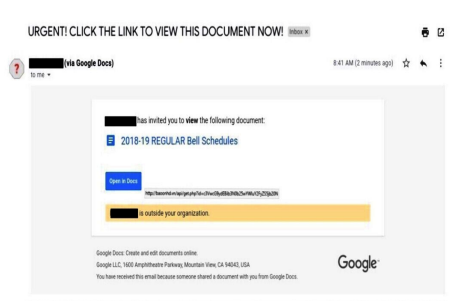 URGENT! CLICK THE LINK TO VIEW THIS DOCUMENT NOW! Inbox ×
(via Google Docs) 8:41 AM (2 minutes ago)
to me
?
has invited you to view the following document:
2018-19 REGULAR Bell Schedules
Open in Docs
is outside your organization.
Google Docs: Create and edit documents online.
Google LLC, 1600 Amphitheatre Parkway, Mountain View, CA 94043, USA
You have received this email because someone shared a document with you from Google Docs.
Google